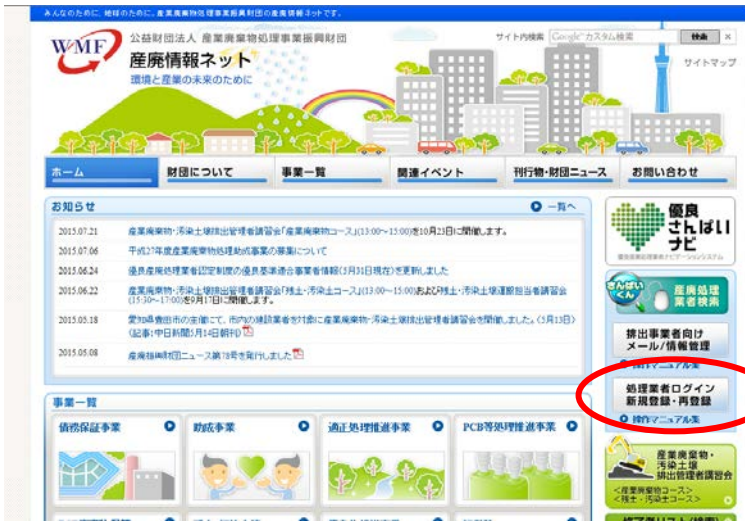 みんなのために、地球のために、産業廃棄物処理事業振興財団の産廃情報ネットです。
WMF
公益財団法人 産業廃棄物処理事業振興財団
産廃情報ネット
環境と産業の未来のために
サイト内検索
Google カスタム検索
検索
×
サイトマップ
ホーム
財団について
事業一覧
関連イベント
刊行物・財団ニュース
お問い合わせ
お知らせ
一覧へ
2015.07.21 産業廃棄物・汚染土壌排出管理者講習会「産業廃棄物コース」(13:00～15:00)を10月23日に開催します。
2015.07.06 平成27年度産業廃棄物処理助成事業の募集について
2015.06.24 優良産廃処理業者認定制度の優良基準適合事業者情報(5月31日現在)を更新しました
2015.06.22 産業廃棄物・汚染土壌排出管理者講習会「残土・汚染土コース」(13:00～15:00)および残土・汚染土壌運搬担当者講習会
(15:30～17:00)を9月17日に開催します。
2015.05.18 愛知県豊田市の主催にて、市内の建設業者を対象に産業廃棄物・汚染土壌排出管理者講習会を開催しました。(5月13日)
(記事:中日新聞5月14日朝刊)
2015.05.08 産廃振興財団ニュース第78号を発行しました
優良
さんぱい
ナビ
さんぱい
くん
産廃処理
業者検索
排出事業者向け
メール/情報管理
操作マニュアル集
処理業者ログイン
新規登録・再登録
操作マニュアル集
産業廃棄物・
汚染土壌
排出管理者講習会
<産業廃棄物コース>
<残土・汚染土コース>
事業一覧
債務保証事業
助成事業
適正処理推進事業
PCB等処理推進事業